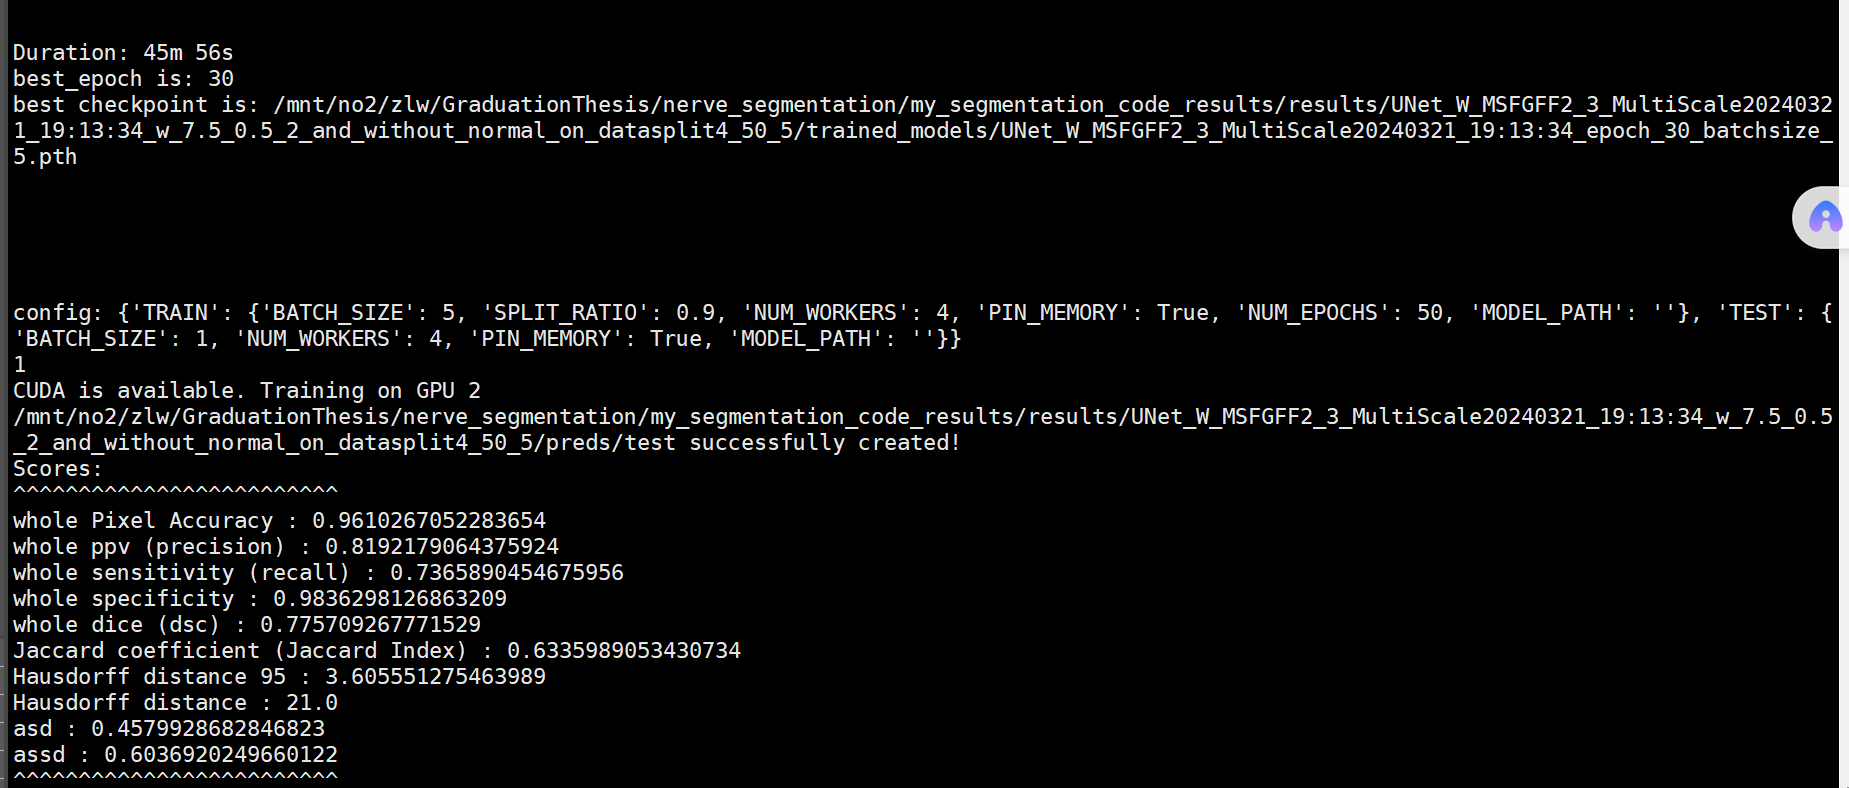 Duration: 45m 56s
best_epoch is: 30
best checkpoint is: /mnt/no2/zlw/GraduationThesis/nerve_segmentation/my_segmentation_code_results/results/UNet_W_MSFGFF2_3_MultiScale2024032
1_19:13:34_w_7.5_0.5_2_and_without_normal_on_datasplit4_50_5/trained_models/UNet_W_MSFGFF2_3_MultiScale20240321_19:13:34_epoch_30_batchsize_
5.pth
config: {'TRAIN': {'BATCH_SIZE': 5, 'SPLIT_RATIO': 0.9, 'NUM_WORKERS': 4, 'PIN_MEMORY': True, 'NUM_EPOCHS': 50, 'MODEL_PATH': ''}, 'TEST': {
'BATCH_SIZE': 1, 'NUM_WORKERS': 4, 'PIN_MEMORY': True, 'MODEL_PATH': ''}}
1
CUDA is available. Training on GPU 2
/mnt/no2/zlw/GraduationThesis/nerve_segmentation/my_segmentation_code_results/results/UNet_W_MSFGFF2_3_MultiScale20240321_19:13:34_w_7.5_0.5
_2_and_without_normal_on_datasplit4_50_5/preds/test successfully created!
Scores:
^^^^^^^^^^^^^^^^^^^^^^^^^
whole Pixel Accuracy : 0.9610267052283654
whole ppv (precision) : 0.8192179064375924
whole sensitivity (recall) : 0.7365890454675956
whole specificity : 0.9836298126863209
whole dice (dsc) : 0.775709267771529
Jaccard coefficient (Jaccard Index) : 0.6335989053430734
Hausdorff distance 95 : 3.605551275463989
Hausdorff distance : 21.0
asd : 0.4579928682846823
assd : 0.6036920249660122
^^^^^^^^^^^^^^^^^^^^^^^^^